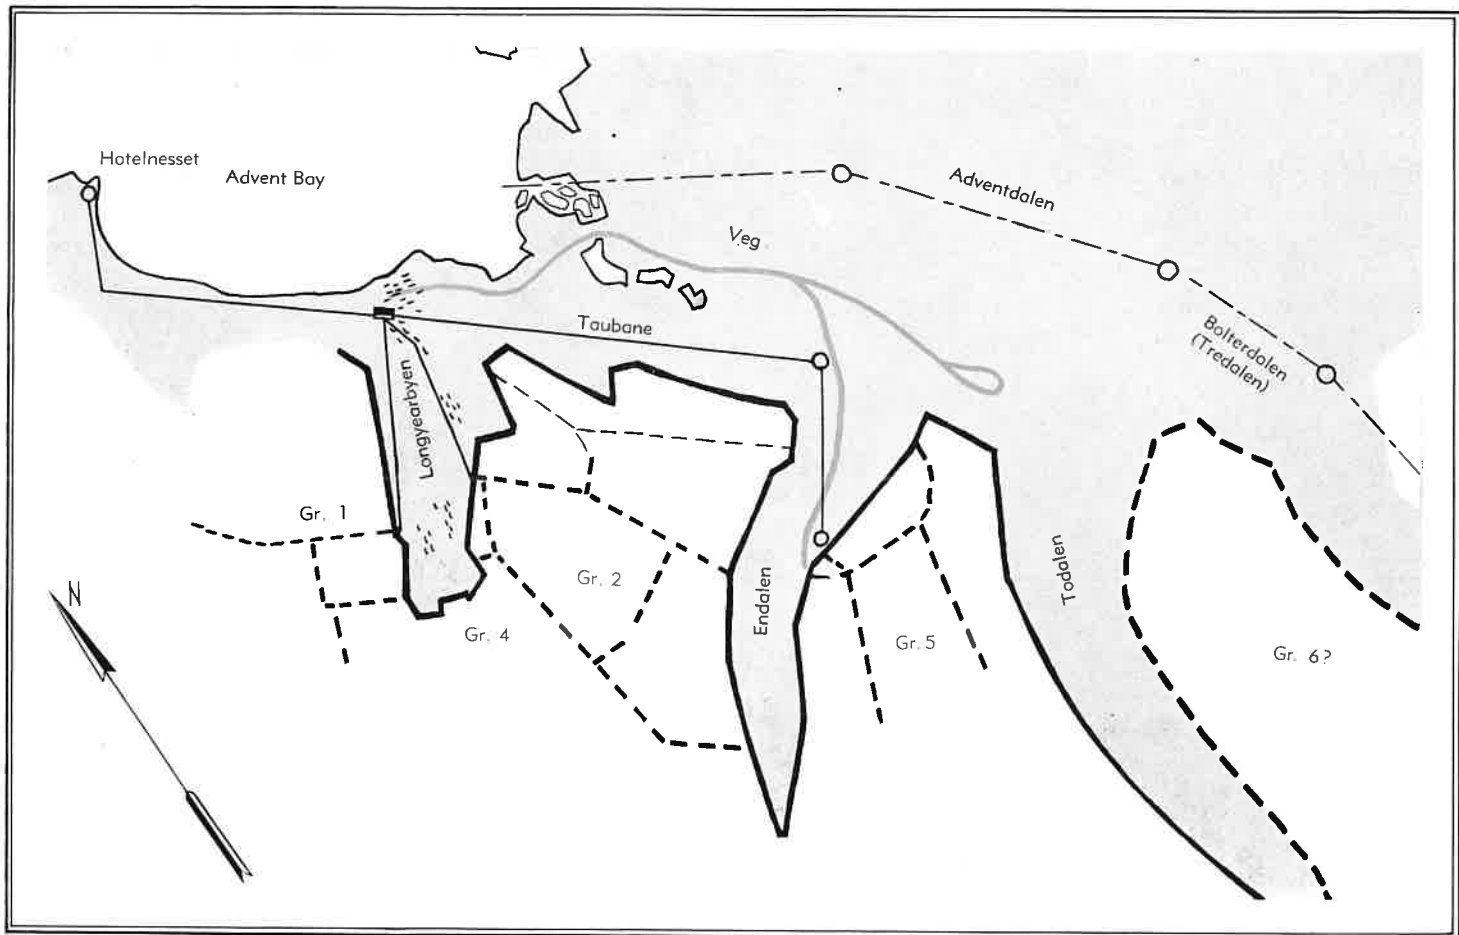 Hotelnesset
Advent Bay
Adventdalen
Veg
Taubane
Bolterdalen
(Tredalen)
Longyearbyen
Gr. 1
Gr. 2
Gr. 4
Endalen
Gr. 5
Todalen
Gr. 6?
N